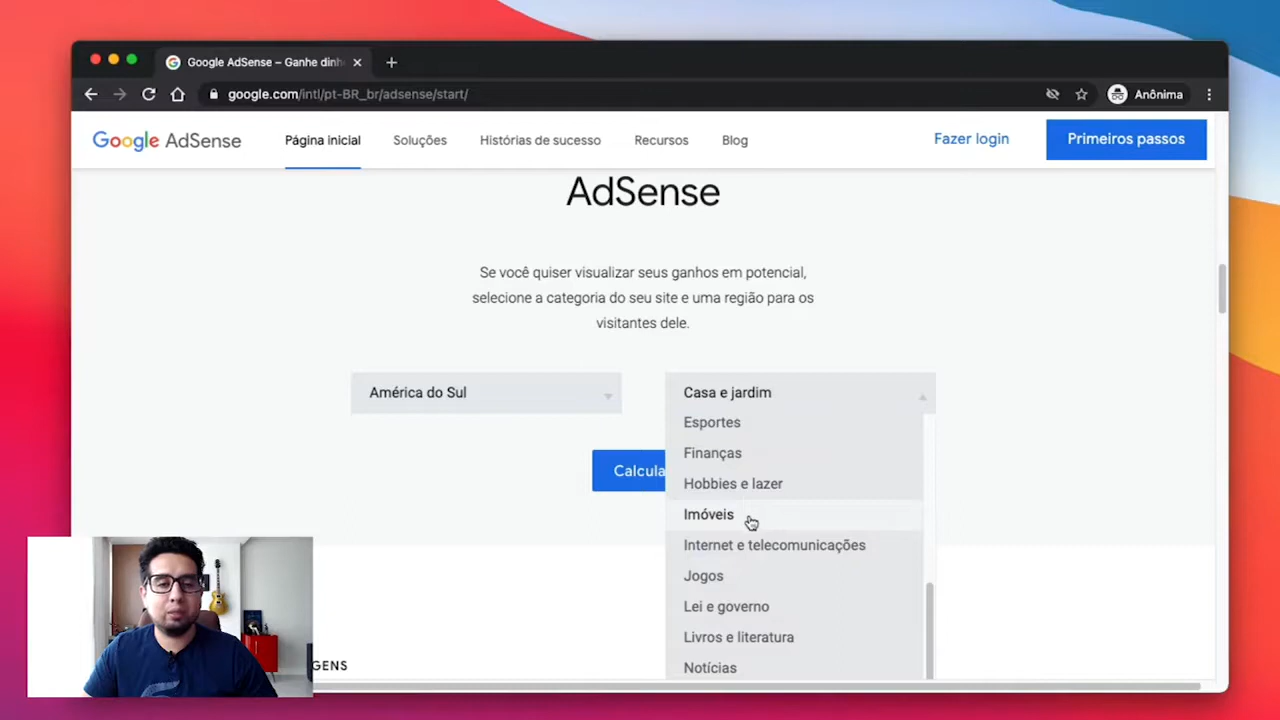 Google AdSense – Ganhe dinh
google.com/intl/pt-BR_br/adsense/start/
Anônima
Google AdSense
Página inicial
Soluções
Histórias de sucesso
Recursos
Blog
Fazer login
Primeiros passos
AdSense
Se você quiser visualizar seus ganhos em potencial,
selecione a categoria do seu site e uma região para os
visitantes dele.
América do Sul
Casa e jardim
Esportes
Finanças
Calcula
Hobbies e lazer
Imóveis
Internet e telecomunicações
Jogos
Lei e governo
Livros e literatura
Notícias
GENS